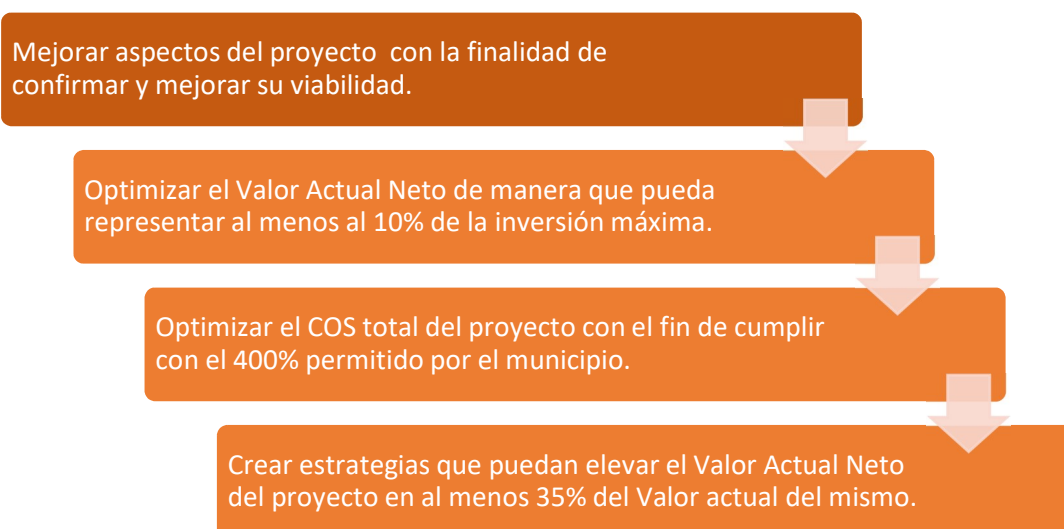 Mejorar aspectos del proyecto con la finalidad de
confirmar y mejorar su viabilidad.
Optimizar el Valor Actual Neto de manera que pueda
representar al menos al 10% de la inversión máxima.
Optimizar el COS total del proyecto con el fin de cumplir
con el 400% permitido por el municipio.
Crear estrategias que puedan elevar el Valor Actual Neto
del proyecto en al menos 35% del Valor actual del mismo.